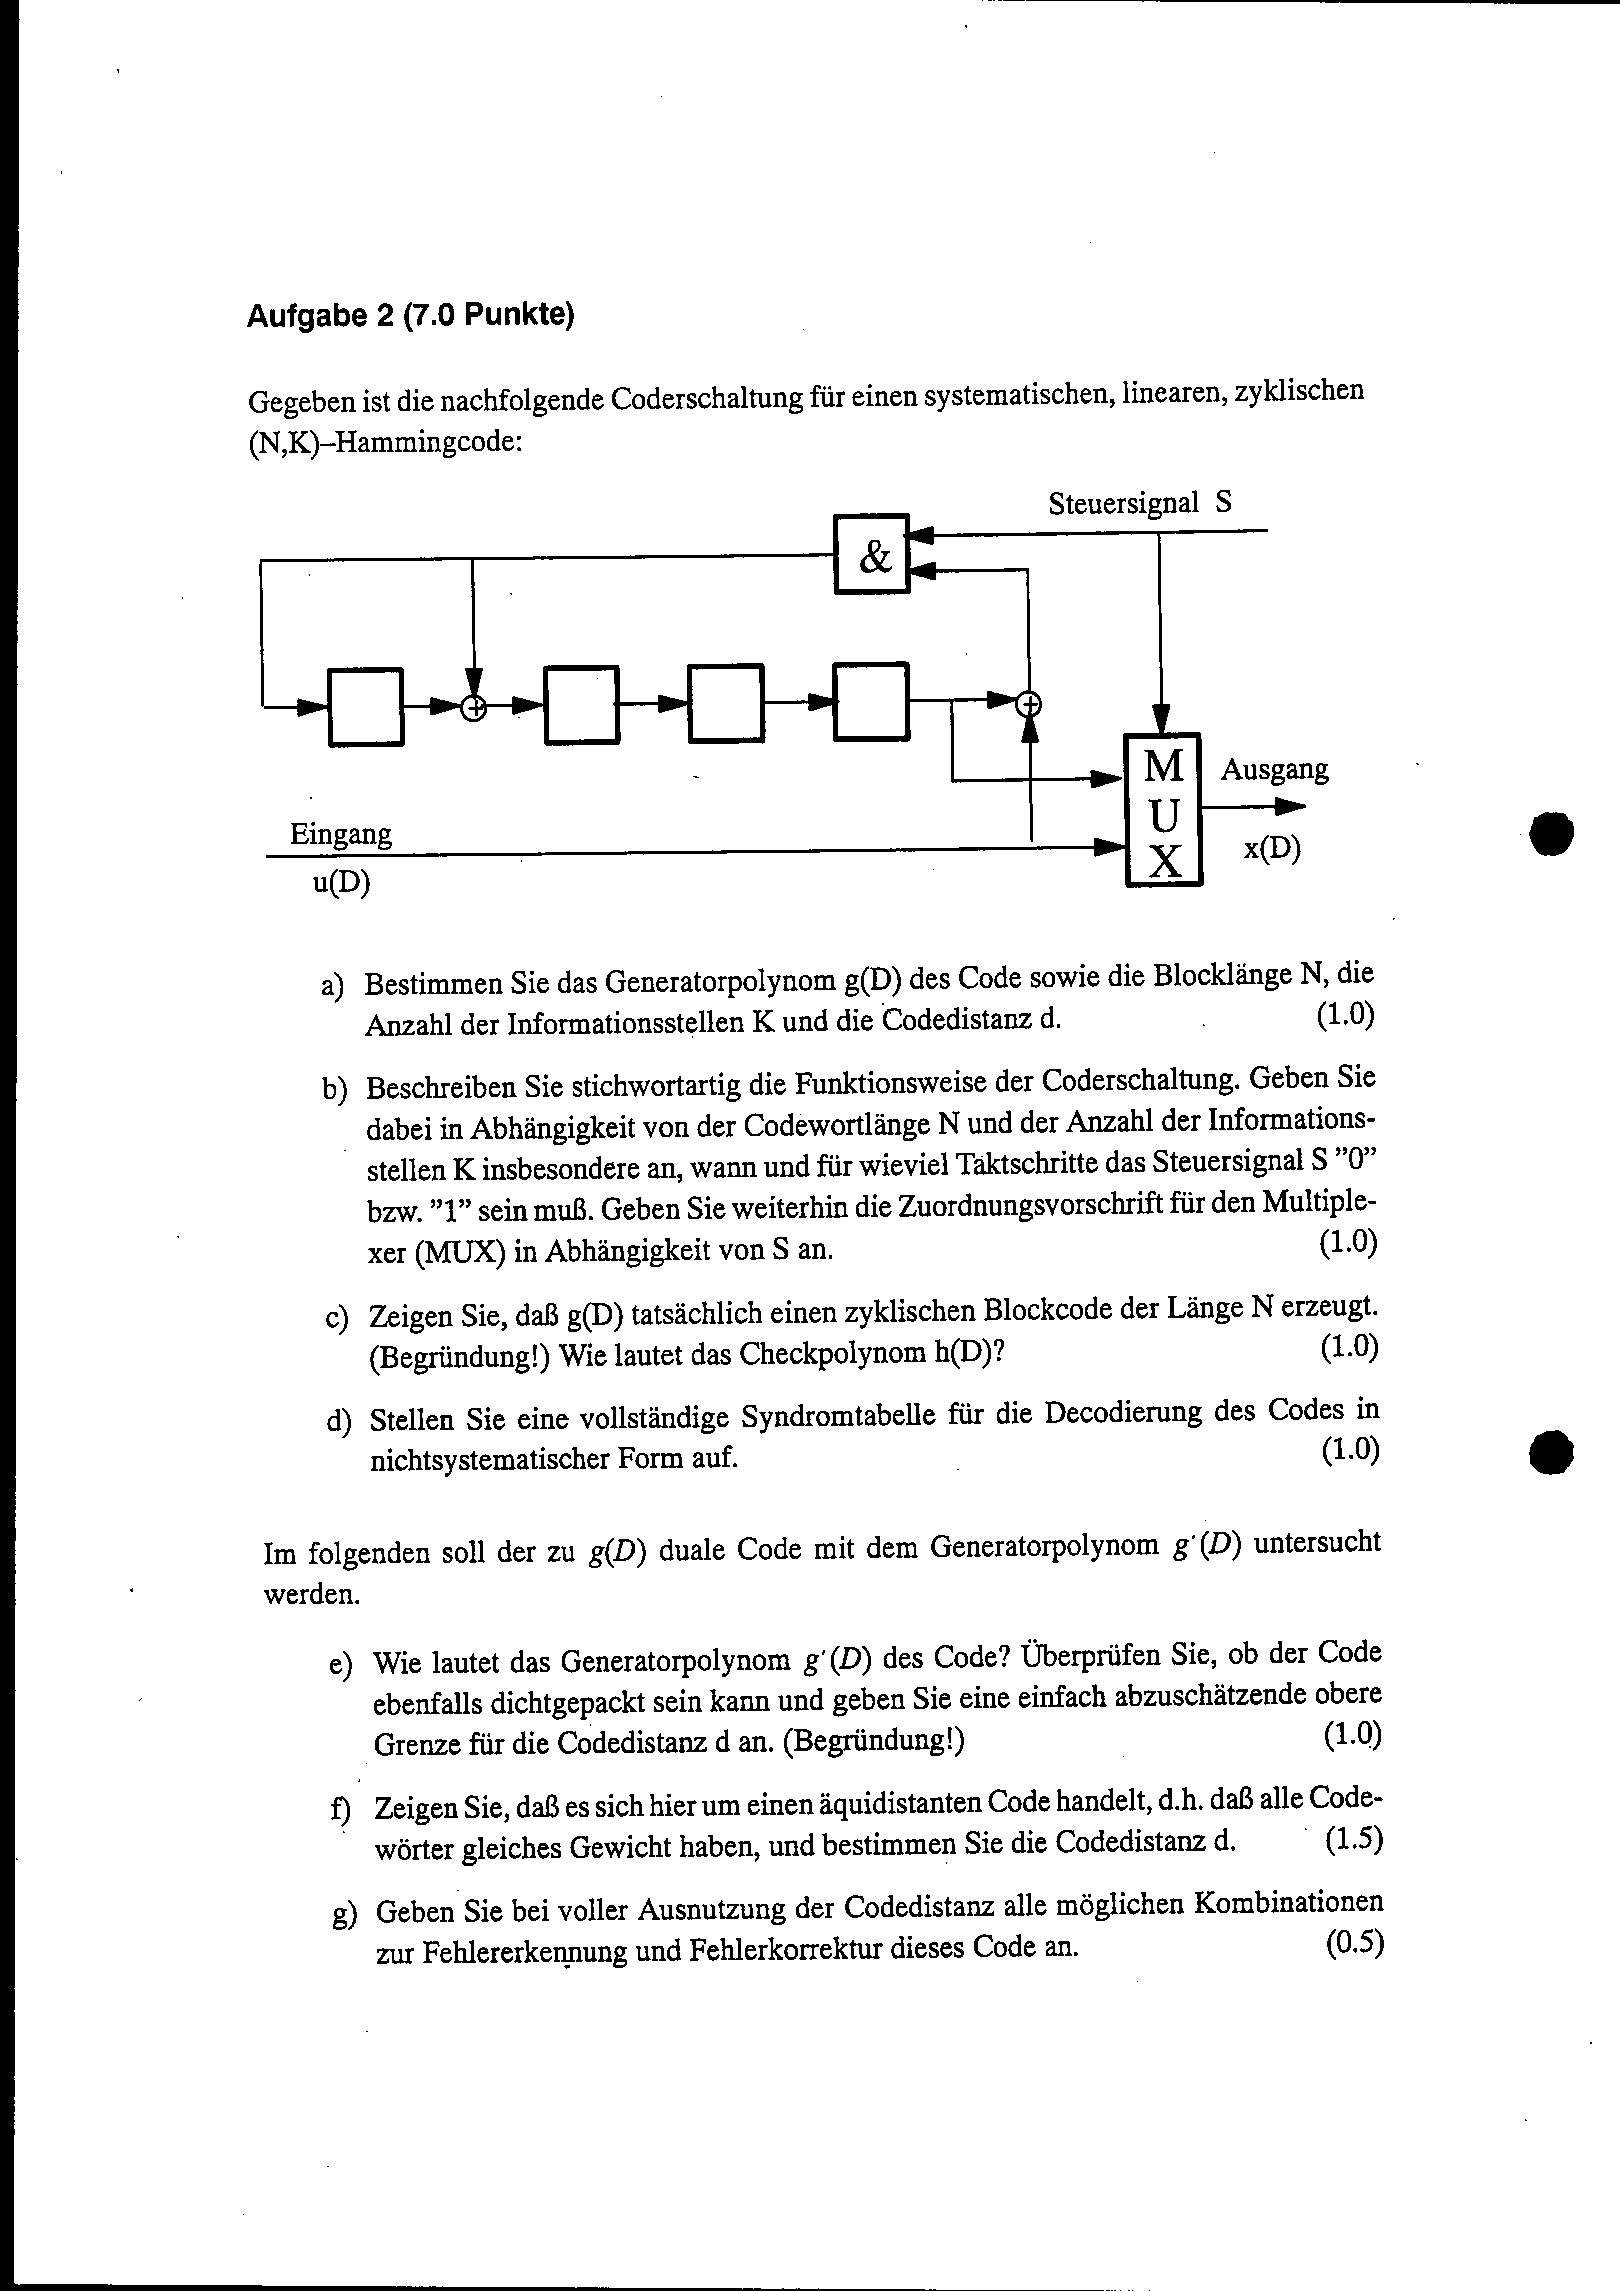 Aufgabe 2 (7.0 Punkte)
Gegeben ist die nachfolgende Coderschaltung für einen systematischen, linearen, zyklischen
(N,K)–Hammingcode:
Steuersignal S
&
+
+
M
U
X
Ausgang
x(D)
Eingang
u(D)
a) Bestimmen Sie das Generatorpolynom g(D) des Code sowie die Blocklänge N, die
Anzahl der Informationsstellen K und die Codedistanz d. (1.0)
b) Beschreiben Sie stichwortartig die Funktionsweise der Coderschaltung. Geben Sie
dabei in Abhängigkeit von der Codewortlänge N und der Anzahl der Informations-
stellen K insbesondere an, wann und für wieviel Taktschritte das Steuersignal S ”0”
bzw. ”1” sein muß. Geben Sie weiterhin die Zuordnungsvorschrift für den Multiple-
xer (MUX) in Abhängigkeit von S an. (1.0)
c) Zeigen Sie, daß g(D) tatsächlich einen zyklischen Blockcode der Länge N erzeugt.
(Begründung!) Wie lautet das Checkpolynom h(D)? (1.0)
d) Stellen Sie eine vollständige Syndromtabelle für die Decodierung des Codes in
nichtsystematischer Form auf. (1.0)
Im folgenden soll der zu g(D) duale Code mit dem Generatorpolynom g'(D) untersucht
werden.
e) Wie lautet das Generatorpolynom g'(D) des Code? Überprüfen Sie, ob der Code
ebenfalls dichtgepackt sein kann und geben Sie eine einfach abzuschätzende obere
Grenze für die Codedistanz d an. (Begründung!) (1.0)
f) Zeigen Sie, daß es sich hier um einen äquidistanten Code handelt, d.h. daß alle Code-
wörter gleiches Gewicht haben, und bestimmen Sie die Codedistanz d. (1.5)
g) Geben Sie bei voller Ausnutzung der Codedistanz alle möglichen Kombinationen
zur Fehlererkennung und Fehlerkorrektur dieses Code an. (0.5)